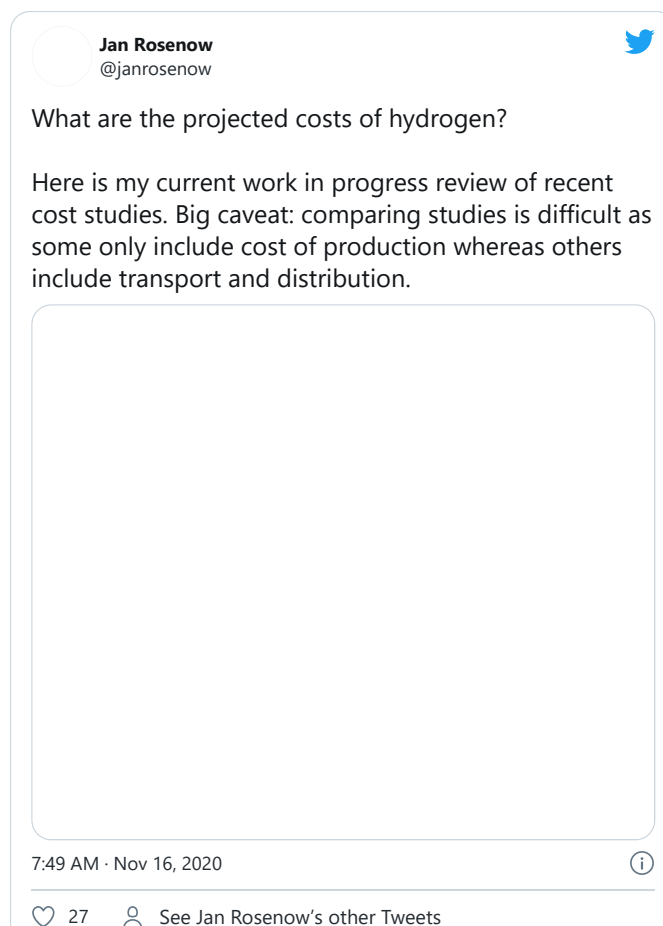 Jan Rosenow
@janrosenow
What are the projected costs of hydrogen?
Here is my current work in progress review of recent
cost studies. Big caveat: comparing studies is difficult as
some only include cost of production whereas others
include transport and distribution.
7:49 AM · Nov 16, 2020
27 See Jan Rosenow’s other Tweets